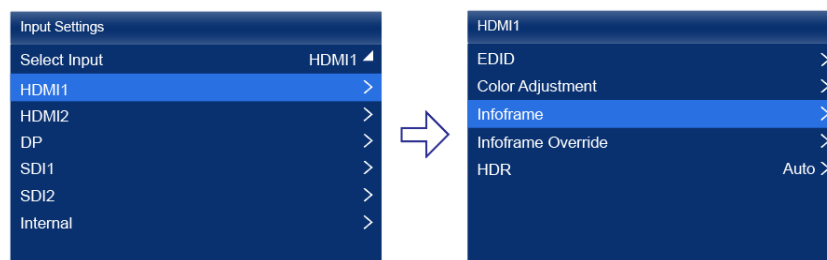 Input Settings
Select Input HDMI1
HDMI1
HDMI2
DP
SDI1
SDI2
Internal
HDMI1
EDID
Color Adjustment
Infoframe
Infoframe Override
HDR Auto